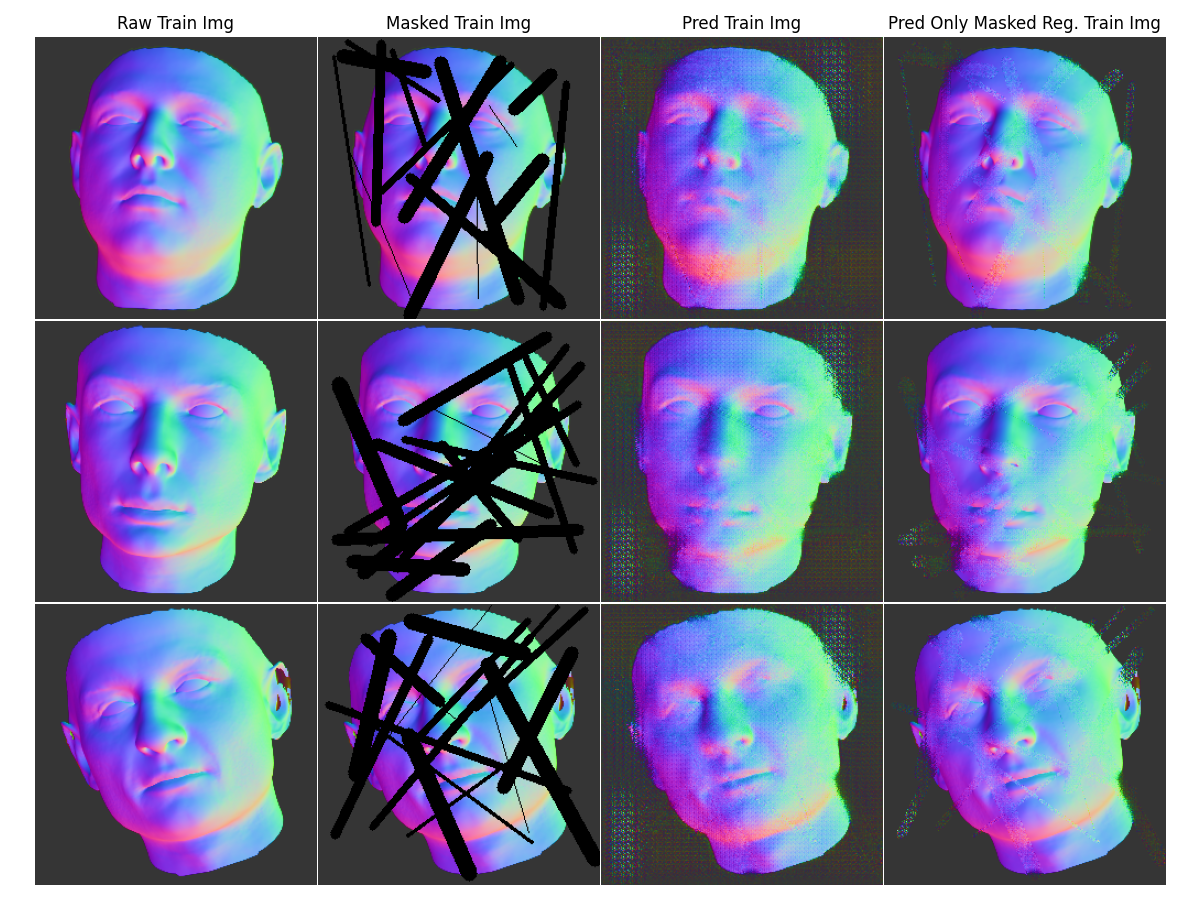 Raw Train Img
Masked Train Img
Pred Train Img
Pred Only Masked Reg. Train Img